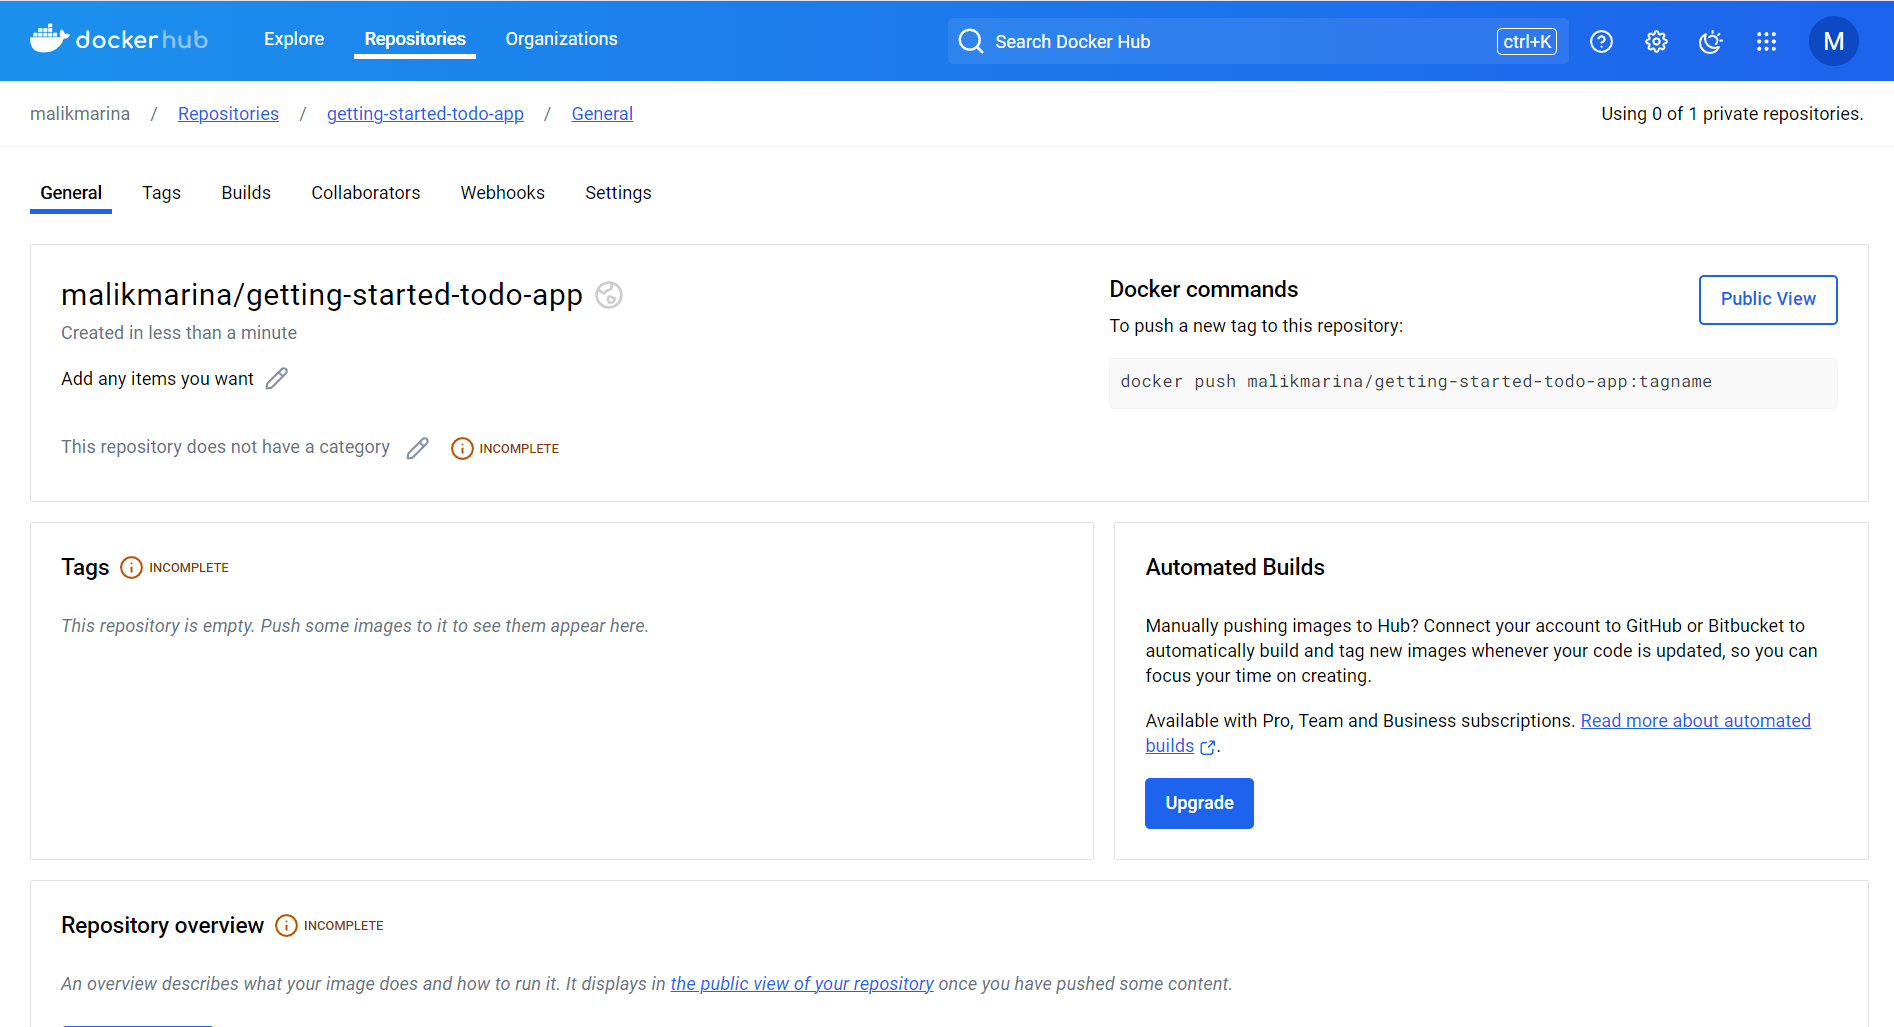 dockerhub
Explore
Repositories
Organizations
Search Docker Hub
ctrl+K
M
malikmarina / Repositories / getting-started-todo-app / General
Using 0 of 1 private repositories.
General
Tags
Builds
Collaborators
Webhooks
Settings
malikmarina/getting-started-todo-app
Created in less than a minute
Add any items you want
This repository does not have a category
INCOMPLETE
Docker commands
To push a new tag to this repository:
Public View
docker push malikmarina/getting-started-todo-app:tagname
Tags
INCOMPLETE
This repository is empty. Push some images to it to see them appear here.
Automated Builds
Manually pushing images to Hub? Connect your account to GitHub or Bitbucket to
automatically build and tag new images whenever your code is updated, so you can
focus your time on creating.
Available with Pro, Team and Business subscriptions. Read more about automated
builds .
Upgrade
Repository overview
INCOMPLETE
An overview describes what your image does and how to run it. It displays in the public view of your repository once you have pushed some content.